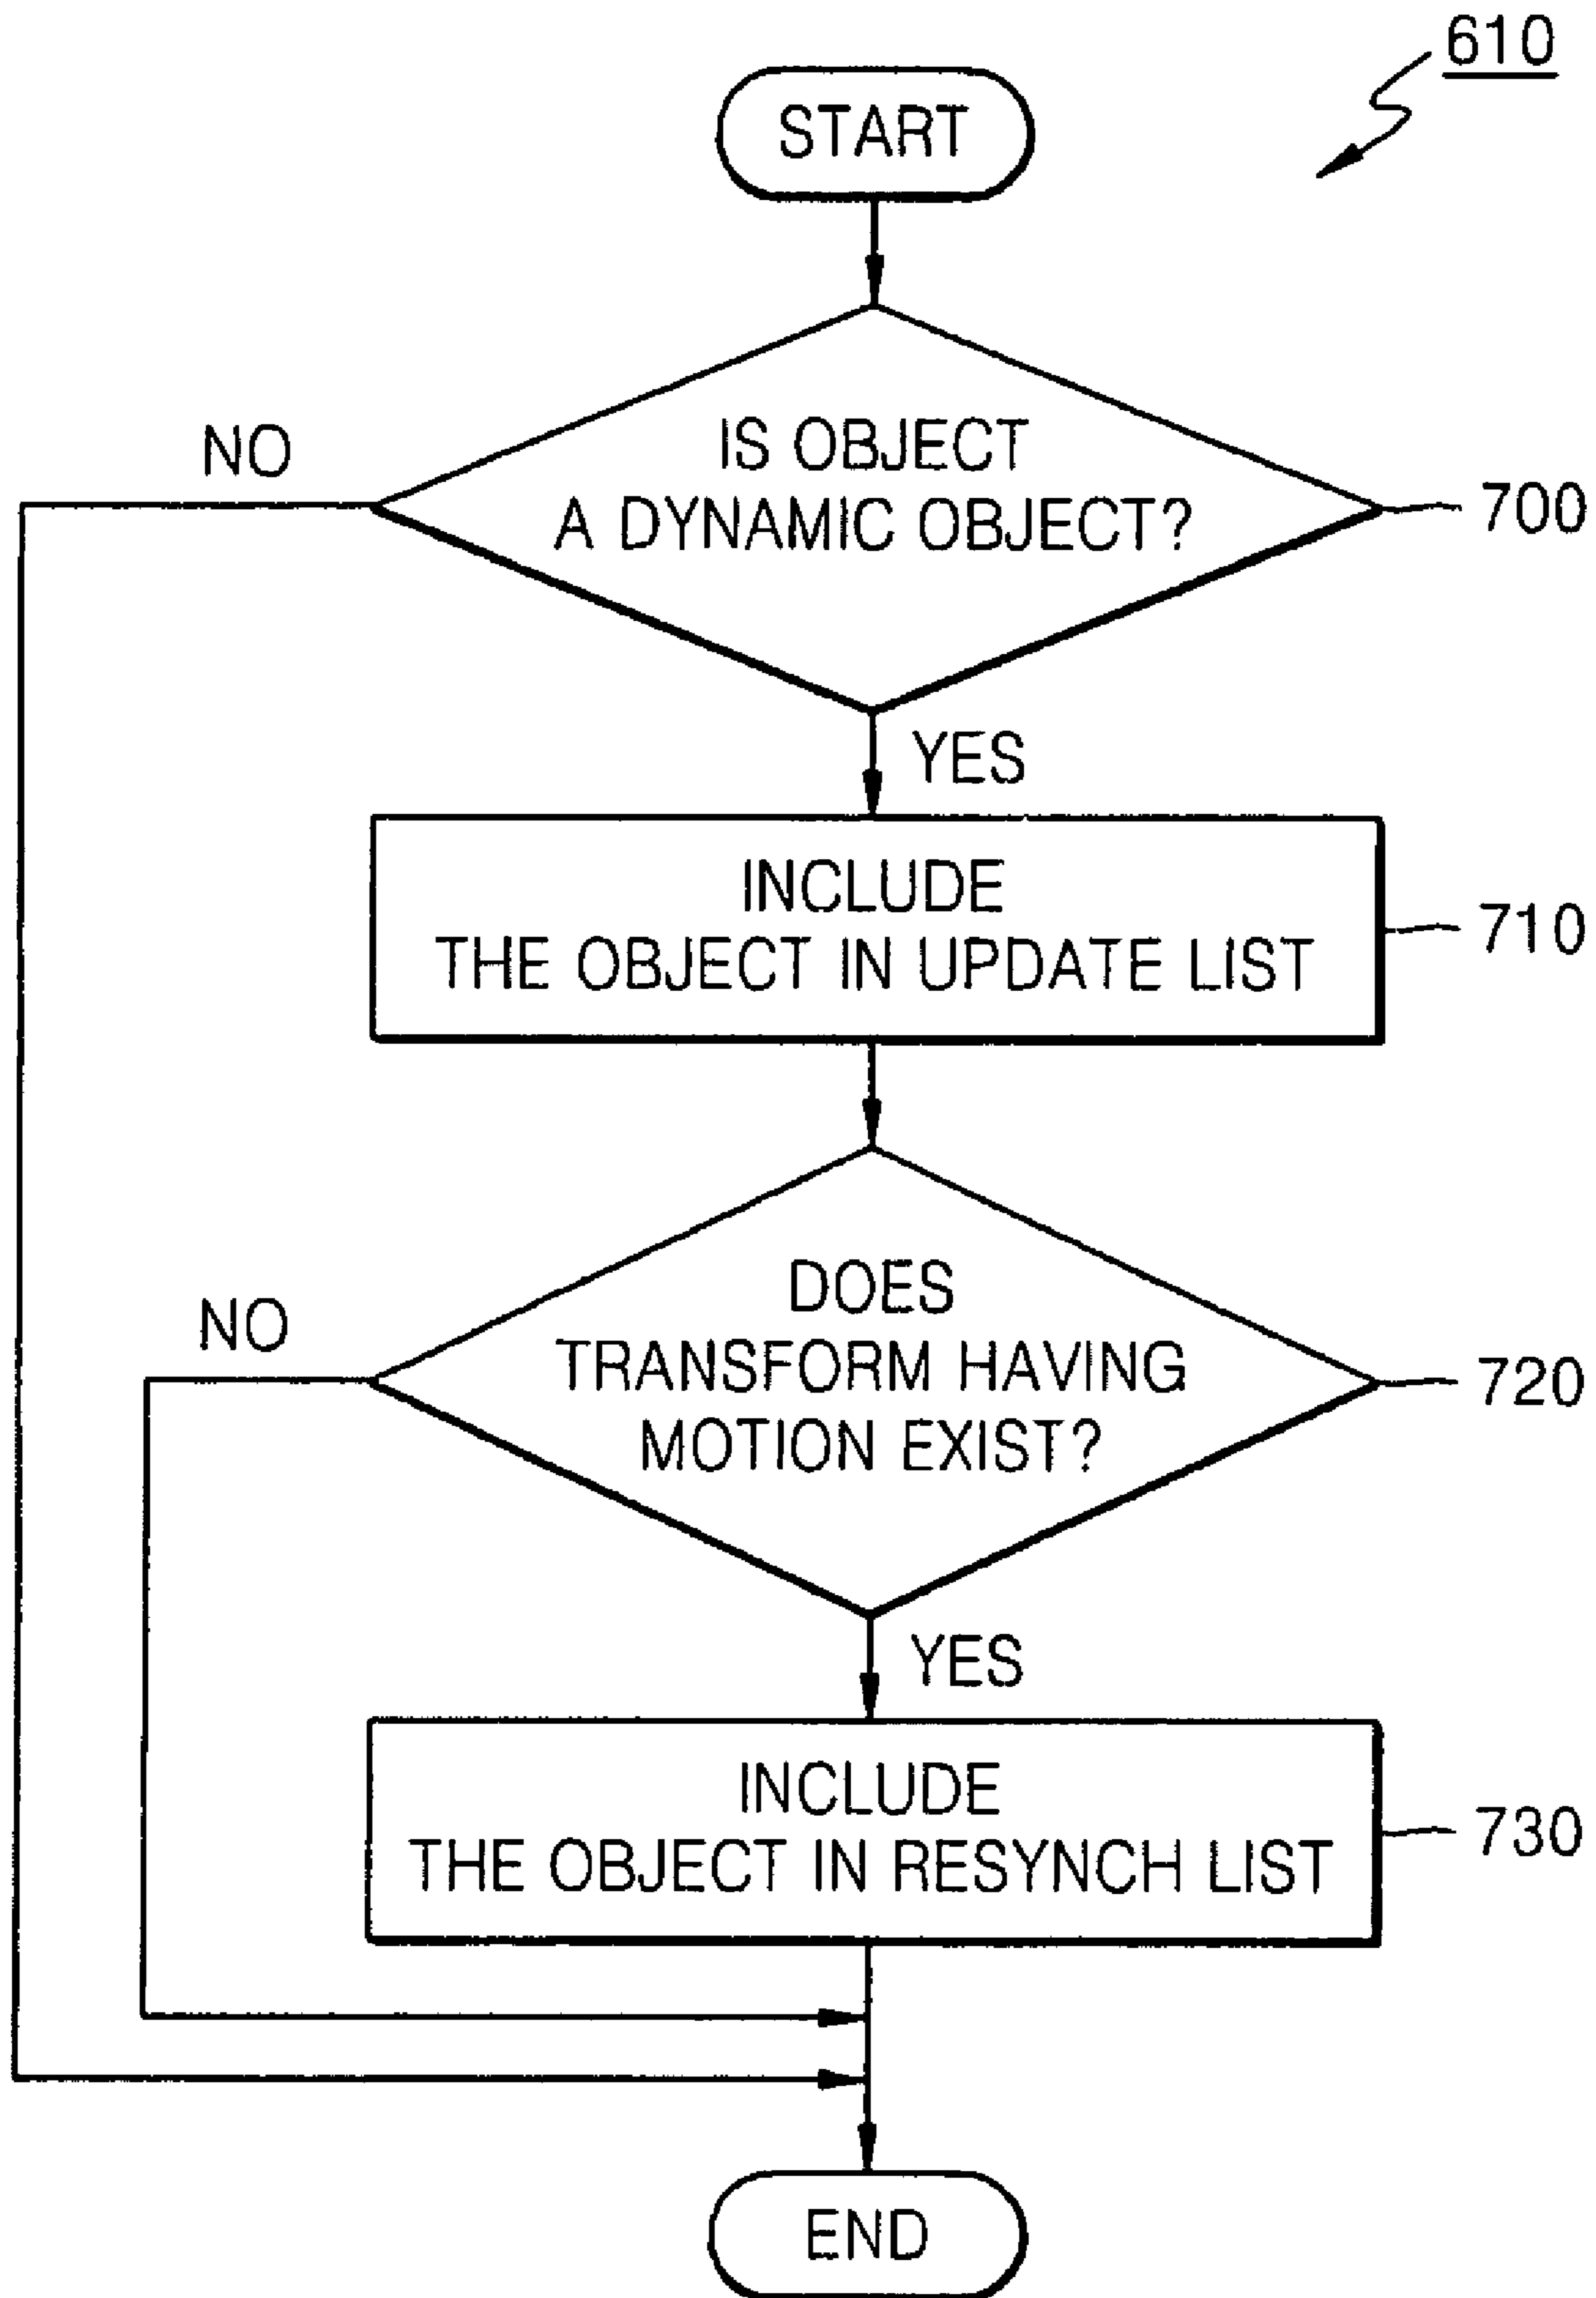 610
START
NO
IS OBJECT
A DYNAMIC OBJECT?
700
YES
INCLUDE
THE OBJECT IN UPDATE LIST
710
NO
DOES
TRANSFORM HAVING
MOTION EXIST?
720
YES
INCLUDE
THE OBJECT IN RESYNCH LIST
730
END